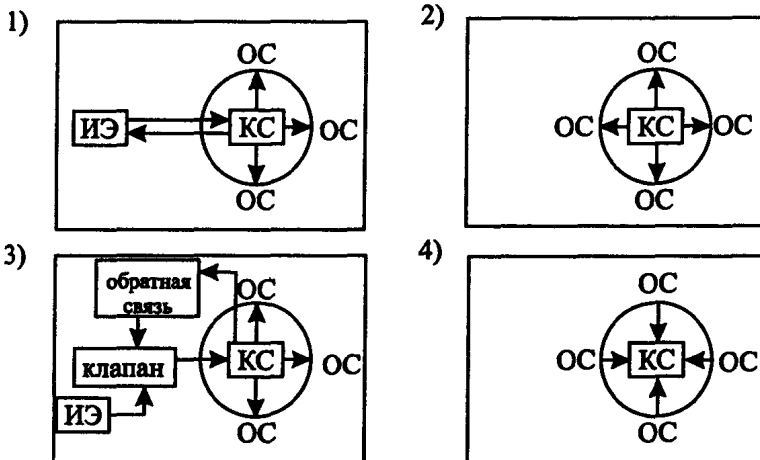 1)
ОС
ИЭ КС ОС
ОС
2)
ОС
ОС КС ОС
ОС
3)
обратная
связь
ОС
клапан КС ОС
ИЭ
ОС
4)
ОС
ОС КС ОС
ОС